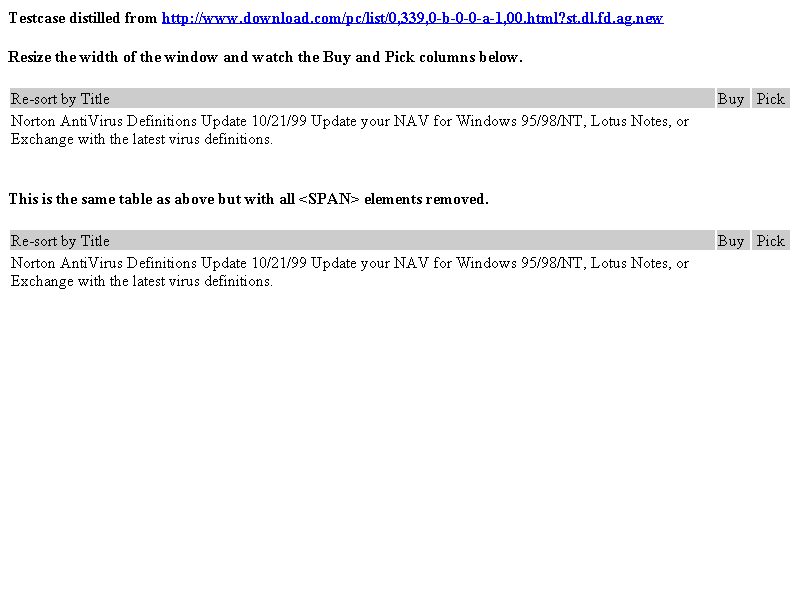 Testcase distilled from http://www.download.com/pc/list/0,339,0-b-0-0-a-1,00.html?st.dl.fd.ag.new
Resize the width of the window and watch the Buy and Pick columns below.
Re-sort by Title Buy Pick
Norton AntiVirus Definitions Update 10/21/99 Update your NAV for Windows 95/98/NT, Lotus Notes, or
Exchange with the latest virus definitions.
This is the same table as above but with all <SPAN> elements removed.
Re-sort by Title Buy Pick
Norton AntiVirus Definitions Update 10/21/99 Update your NAV for Windows 95/98/NT, Lotus Notes, or
Exchange with the latest virus definitions.